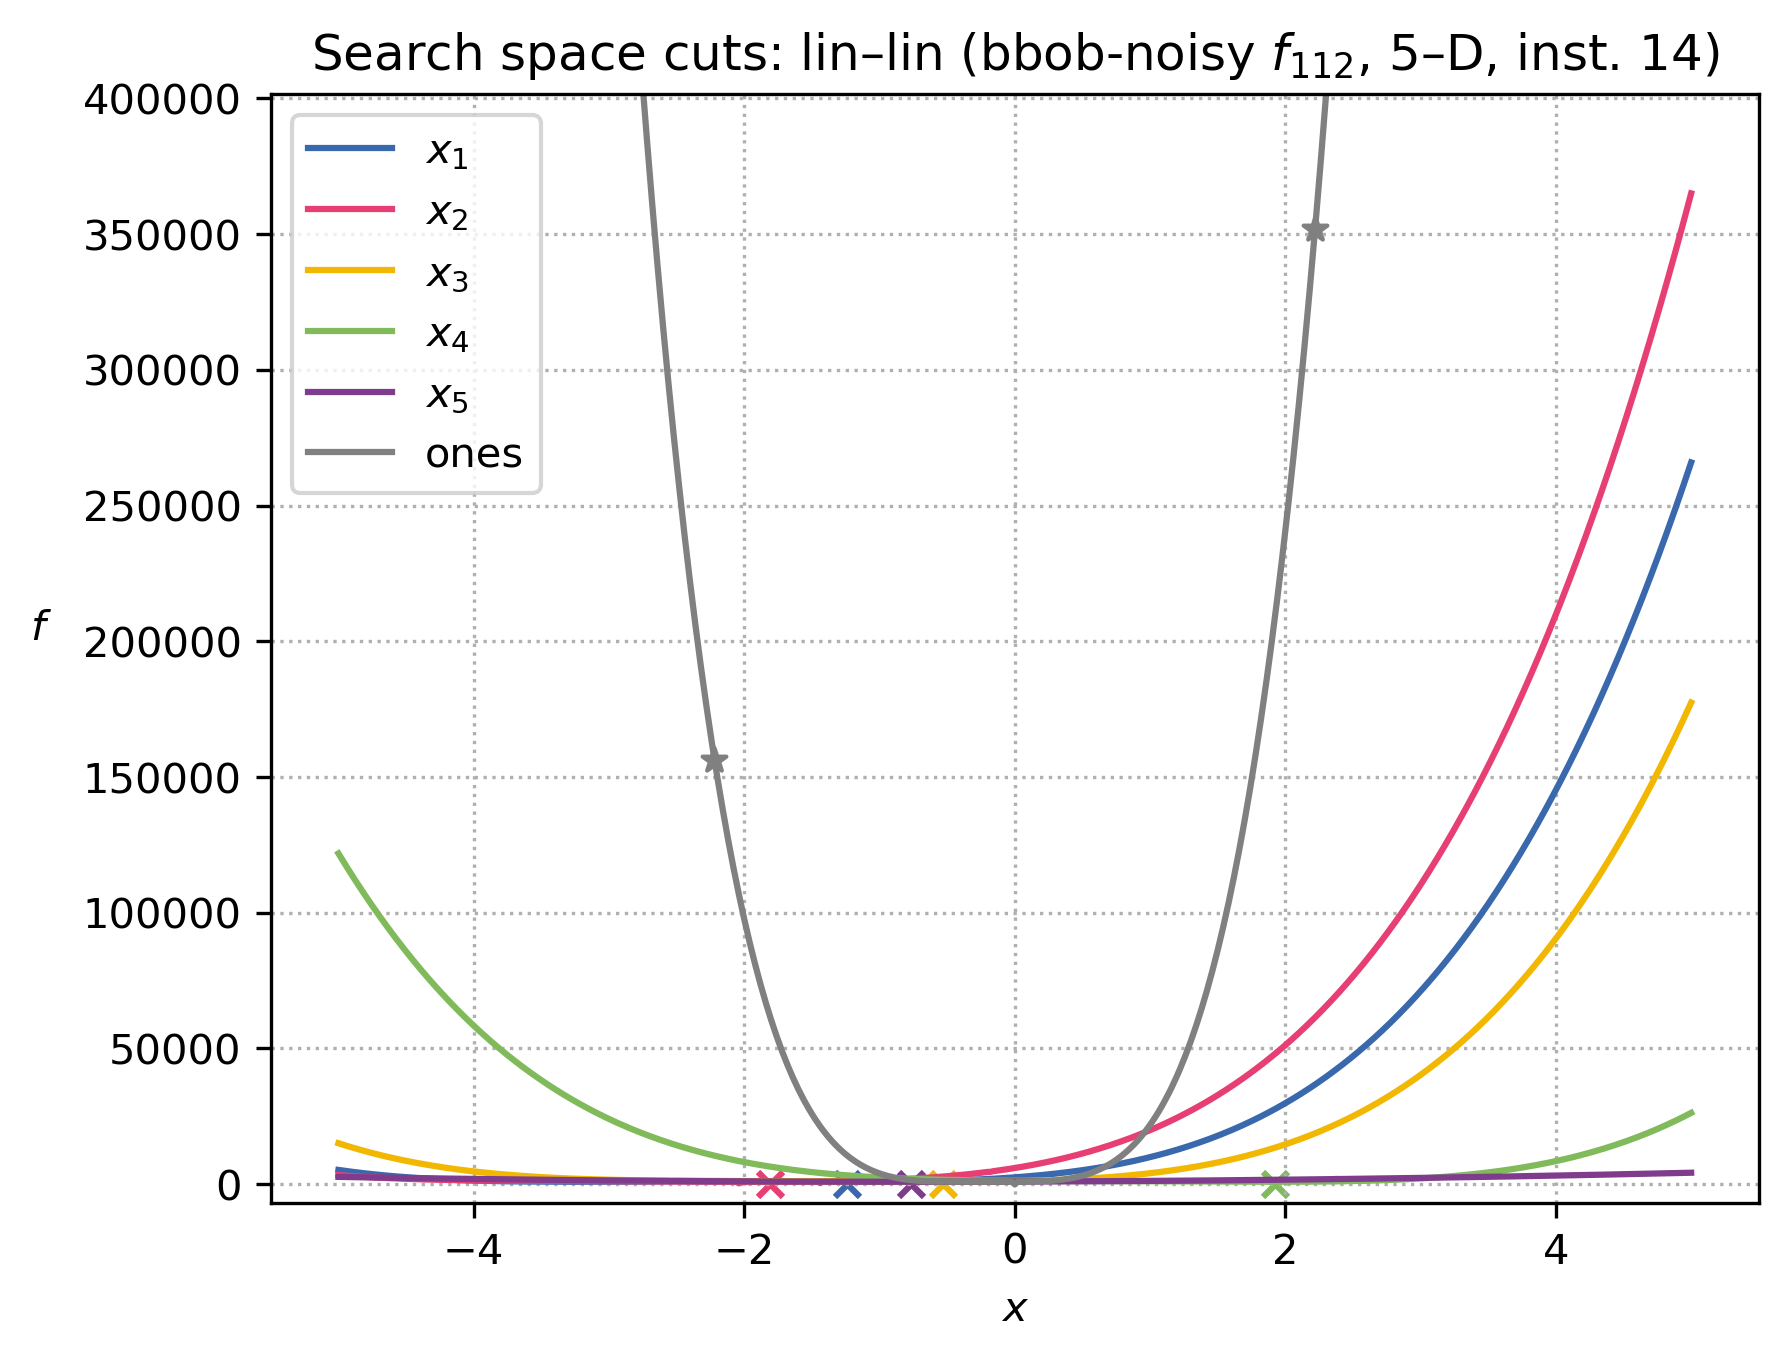 Search space cuts: lin–lin (bbob-noisy f₁₁₂, 5–D, inst. 14)
400000
350000
300000
250000
200000
150000
100000
50000
0
f
x₁
x₂
x₃
x₄
x₅
ones
−4
−2
0
2
4
x